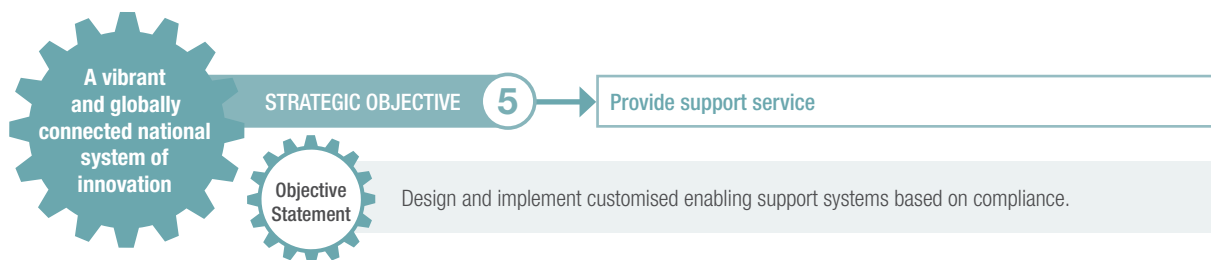 A vibrant
and globally
connected national
system of
innovation
STRATEGIC OBJECTIVE 5
Provide support service
Objective
Statement
Design and implement customised enabling support systems based on compliance.